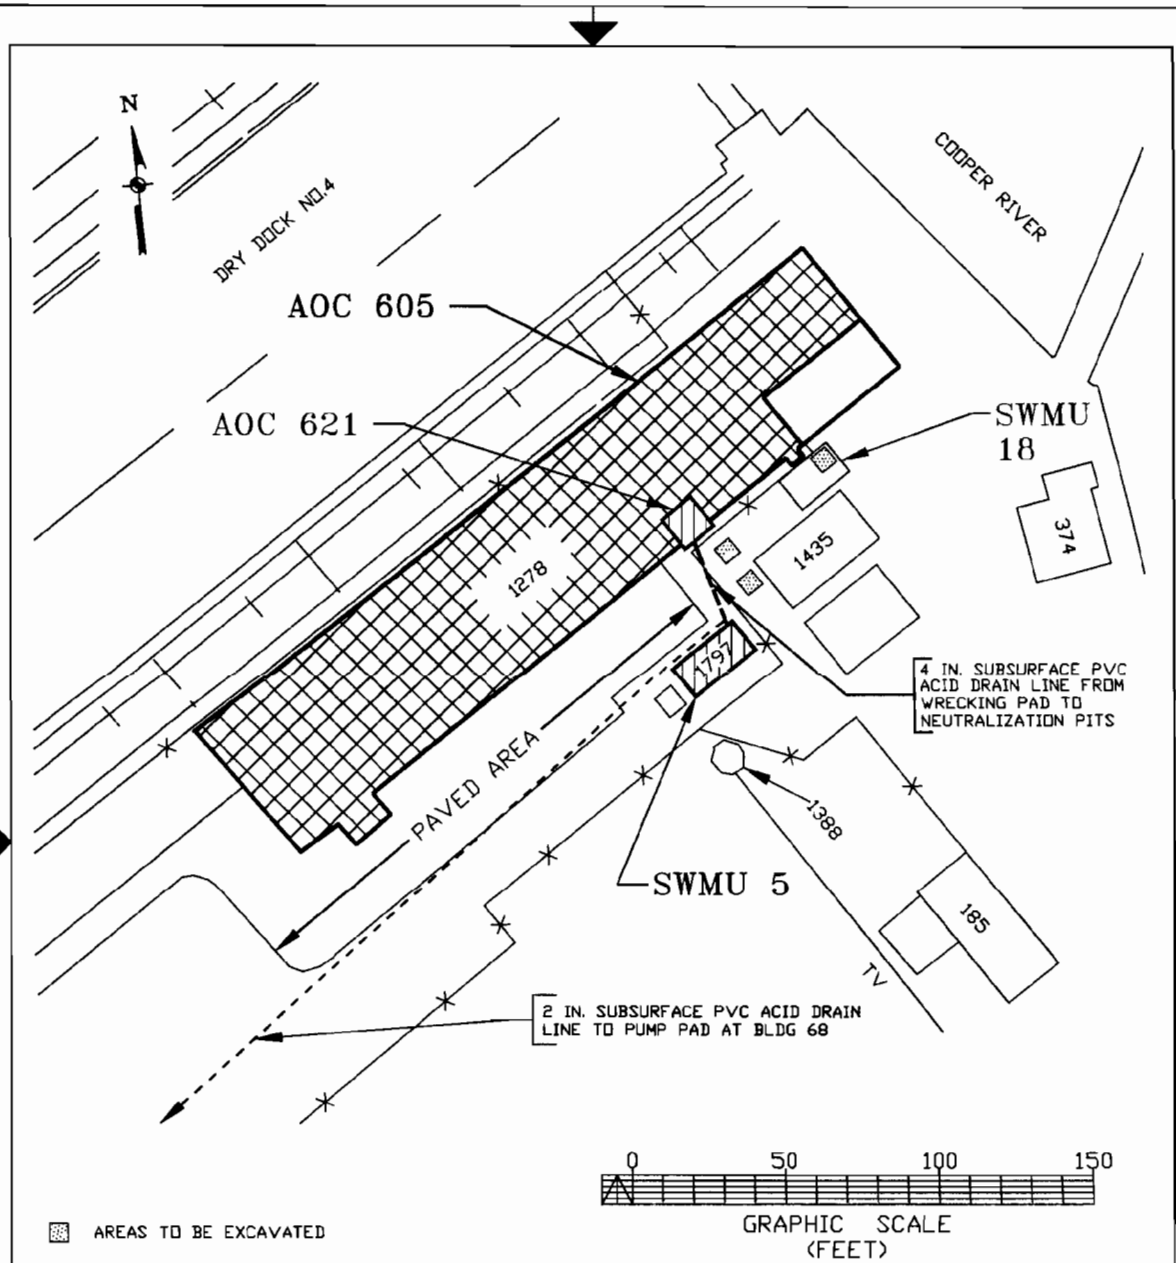 N
COOPER RIVER
DRY DOCK NO.4
AOC 605
AOC 621
SWMU
18
374
1435
1278
1797
4 IN. SUBSURFACE PVC
ACID DRAIN LINE FROM
WRECKING PAD TO
NEUTRALIZATION PITS
PAVED AREA
1388
SWMU 5
185
TV
2 IN. SUBSURFACE PVC ACID DRAIN
LINE TO PUMP PAD AT BLDG 68
0 50 100 150
GRAPHIC SCALE
(FEET)
AREAS TO BE EXCAVATED